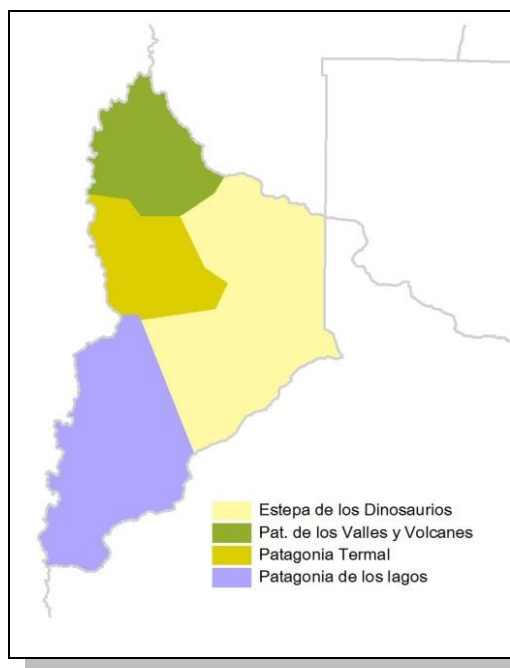 Estepa de los Dinosaurios
Pat. de los Valles y Volcanes
Patagonia Termal
Patagonia de los lagos